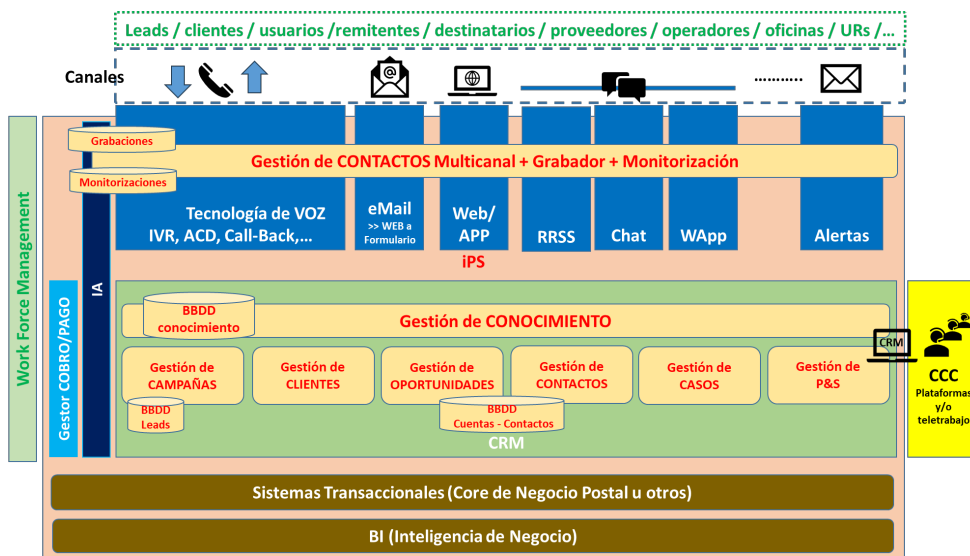 Leads / clientes / usuarios /remitentes / destinatarios / proveedores / operadores / oficinas / URs /...
Canales
...........
Grabaciones
Gestión de CONTACTOS Multicanal + Grabador + Monitorización
Monitorizaciones
Tecnología de VOZ
IVR, ACD, Call-Back,...
eMail
>> WEB a
Formulario
Web/
APP
RRSS
Chat
WApp
Alertas
iPS
Work Force Management
Gestor COBRO/PAGO
IA
BBDD
conocimiento
Gestión de CONOCIMIENTO
CRM
Gestión de
CAMPAÑAS
Gestión de
CLIENTES
Gestión de
OPORTUNIDADES
Gestión de
CONTACTOS
Gestión de
CASOS
Gestión de
P&S
BBDD
Leads
BBDD
Cuentas - Contactos
CRM
CCC
Plataformas
y/o
teletrabajo
Sistemas Transaccionales (Core de Negocio Postal u otros)
BI (Inteligencia de Negocio)